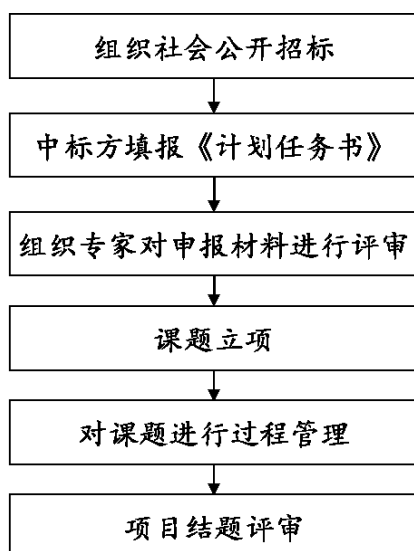 组织社会公开招标
中标方填报《计划任务书》
组织专家对申报材料进行评审
课题立项
对课题进行过程管理
项目结题评审